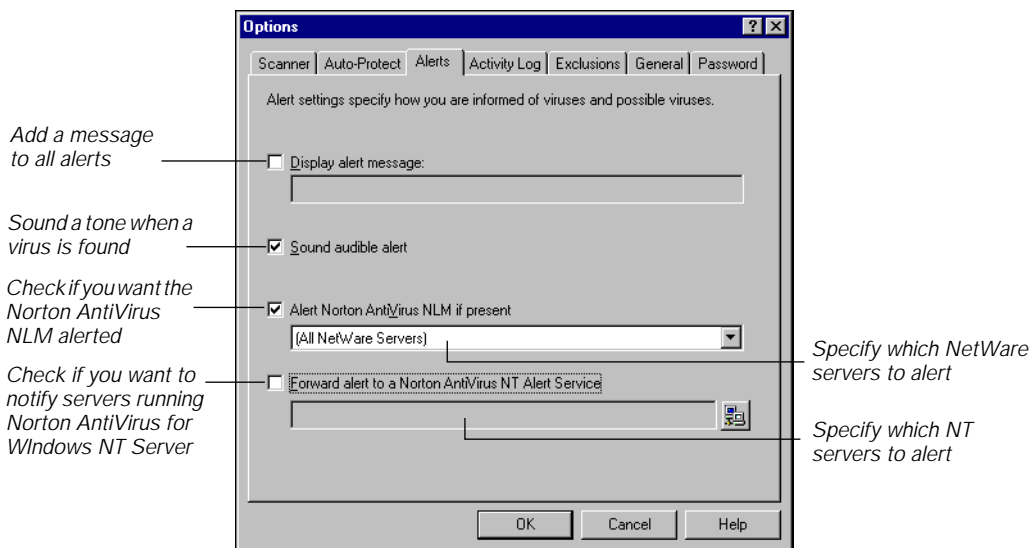 Options
Scanner Auto-Protect Alerts Activity Log Exclusions General Password
Alert settings specify how you are informed of viruses and possible viruses.
Add a message
to all alerts
Display alert message:
Sound a tone when a
virus is found
Sound audible alert
Check if you want the
Norton AntiVirus
NLM alerted
Alert Norton AntiVirus NLM if present
(All NetWare Servers)
Specify which NetWare
servers to alert
Check if you want to
notify servers running
Norton AntiVirus for
WIndows NT Server
Forward alert to a Norton AntiVirus NT Alert Service
Specify which NT
servers to alert
OK Cancel Help